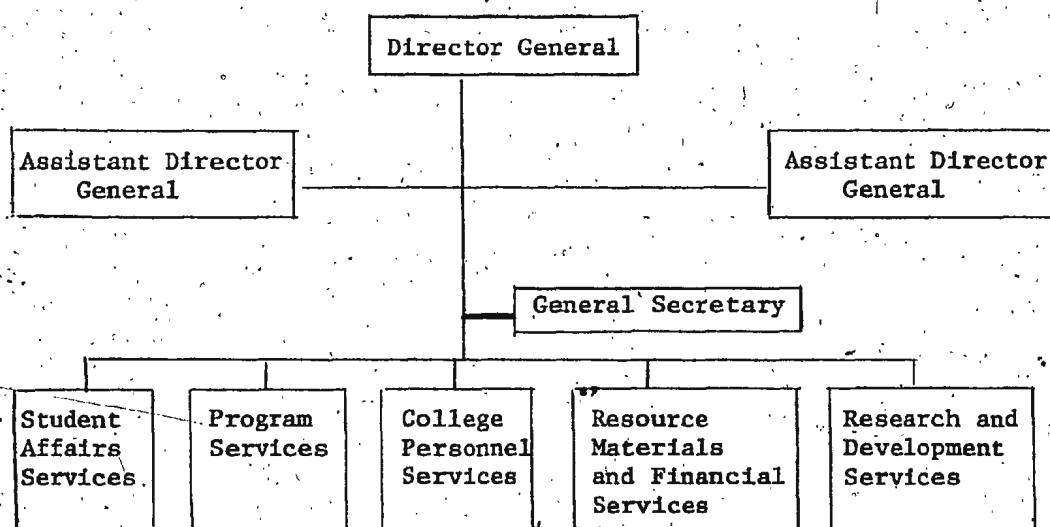 Director General
Assistant Director
General
Assistant Director
General
General Secretary
Student
Affairs
Services
Program
Services
College
Personnel
Services
Resource
Materials
and Financial
Services
Research and
Development
Services